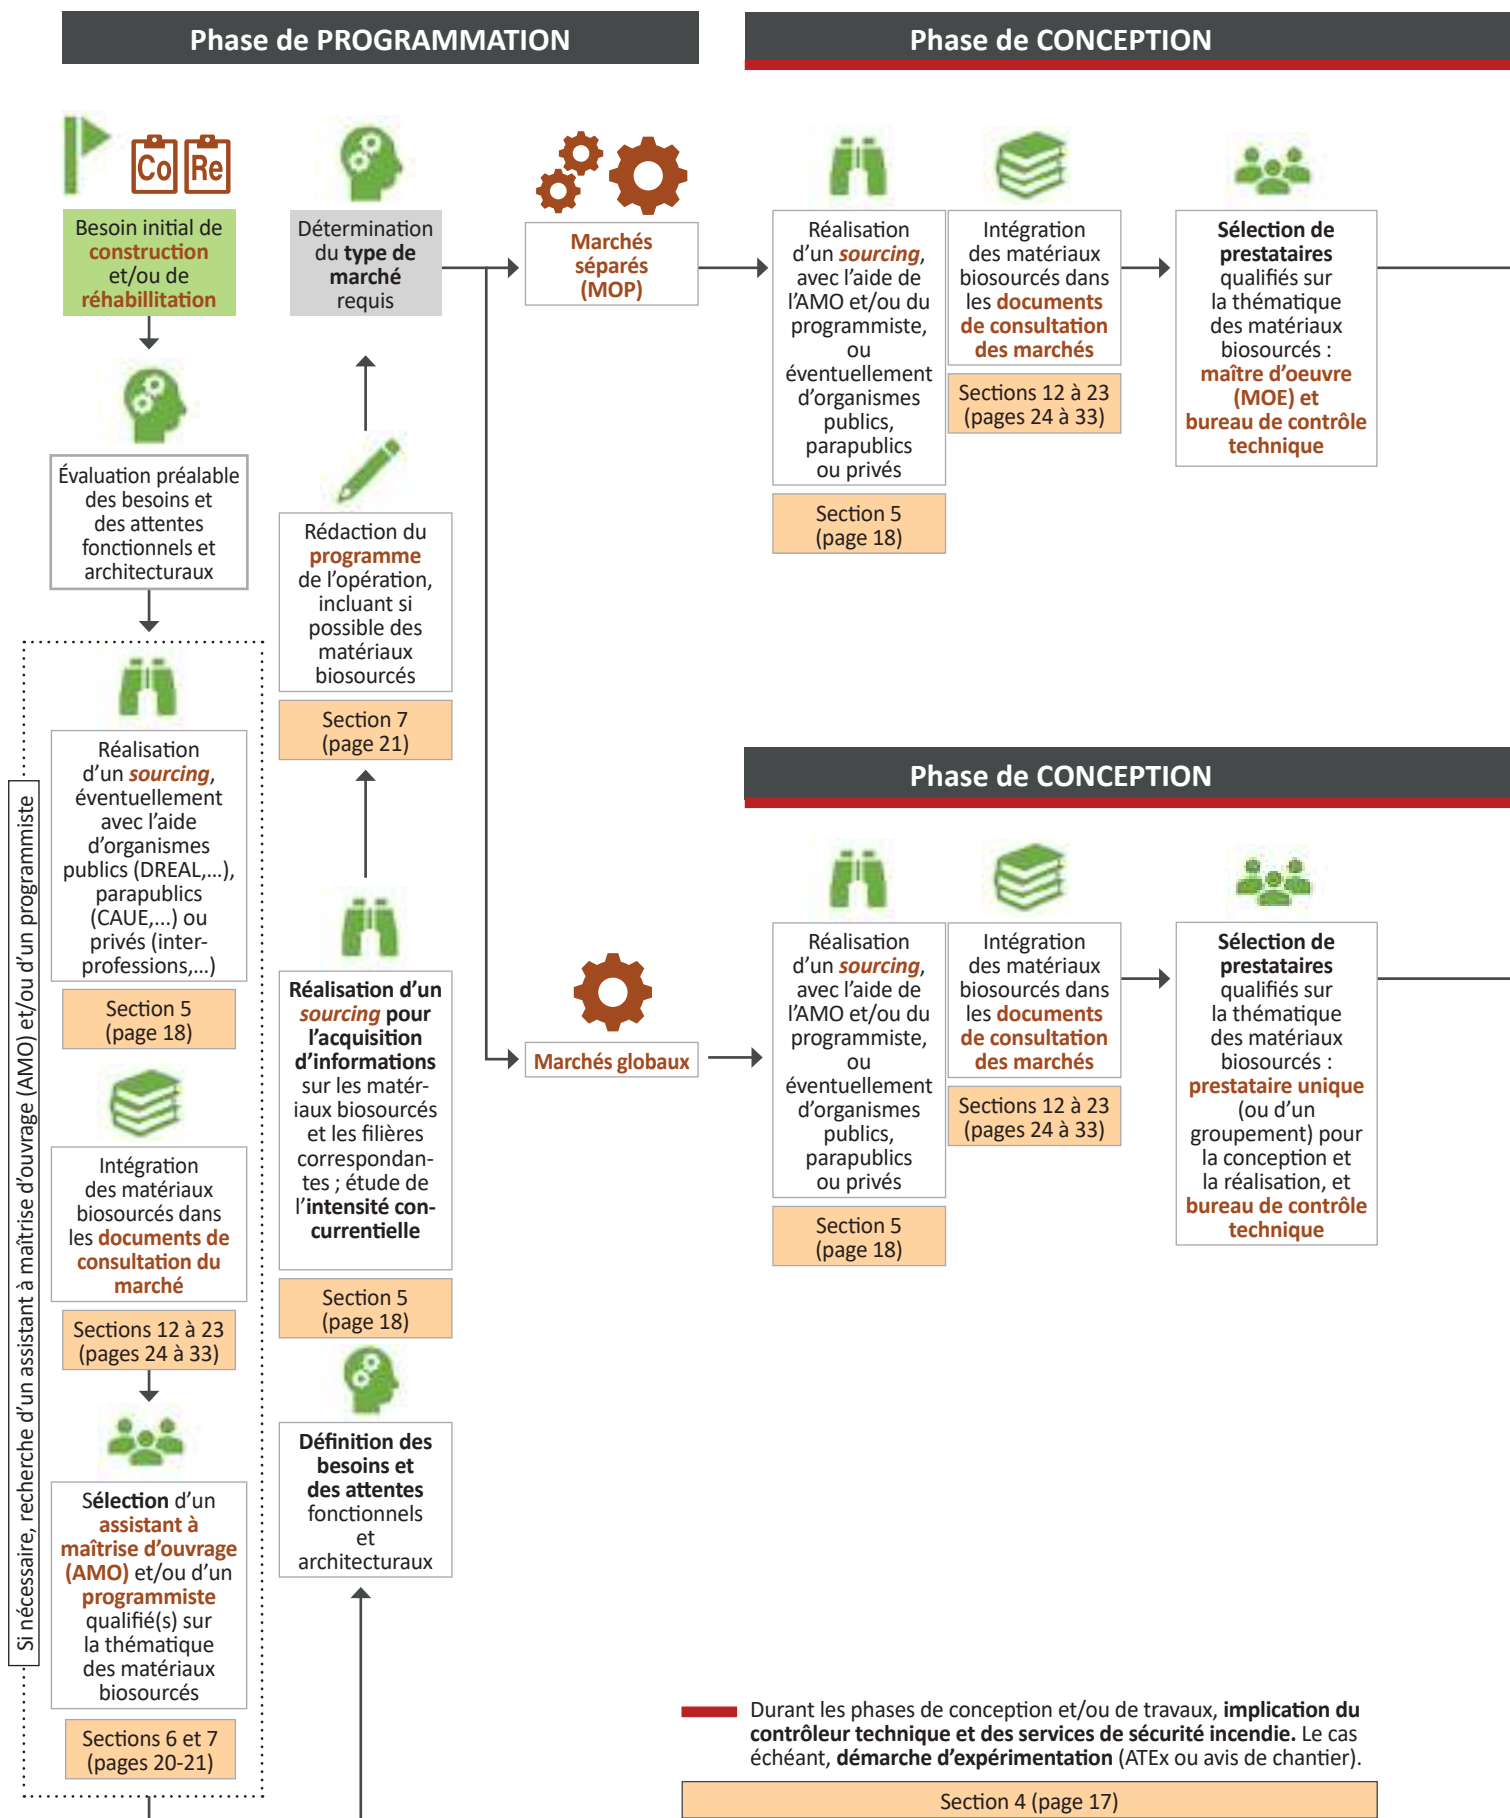 Phase de PROGRAMMATION
Co Re
Besoin initial de
construction
et/ou de
réhabillitation
Évaluation préalable
des besoins et
des attentes
fonctionnels et
architecturaux
Si nécessaire, recherche d'un assistant à maîtrise d'ouvrage (AMO) et/ou d'un programmiste
Réalisation
d'un sourcing,
éventuellement
avec l'aide
d'organismes
publics (DREAL,...),
parapublics
(CAUE,...) ou
privés (inter-
professions,...)
Section 5
(page 18)
Intégration
des matériaux
biosourcés dans
les documents de
consultation du
marché
Sections 12 à 23
(pages 24 à 33)
Sélection d'un
assistant à
maîtrise d'ouvrage
(AMO) et/ou d'un
programmiste
qualifié(s) sur
la thématique
des matériaux
biosourcés
Sections 6 et 7
(pages 20-21)
Définition des
besoins et
des attentes
fonctionnels
et
architecturaux
Réalisation d'un
sourcing pour
l'acquisition
d'informations
sur les matér-
iaux biosourcés
et les filières
correspondan-
tes ; étude de
l'intensité con-
currentielle
Section 5
(page 18)
Rédaction du
programme
de l'opération,
incluant si
possible des
matériaux
biosourcés
Section 7
(page 21)
Détermination
du type de
marché
requis
Marchés
séparés
(MOP)
Phase de CONCEPTION
Réalisation
d'un sourcing,
avec l'aide de
l'AMO et/ou du
programmiste,
ou
éventuellement
d'organismes
publics,
parapublics
ou privés
Section 5
(page 18)
Intégration
des matériaux
biosourcés dans
les documents
de consultation
des marchés
Sections 12 à 23
(pages 24 à 33)
Sélection de
prestataires
qualifiés sur
la thématique
des matériaux
biosourcés :
maître d'oeuvre
(MOE) et
bureau de contrôle
technique
Marchés globaux
Phase de CONCEPTION
Réalisation
d'un sourcing,
avec l'aide de
l'AMO et/ou du
programmiste,
ou
éventuellement
d'organismes
publics,
parapublics
ou privés
Section 5
(page 18)
Intégration
des matériaux
biosourcés dans
les documents
de consultation
des marchés
Sections 12 à 23
(pages 24 à 33)
Sélection de
prestataires
qualifiés sur
la thématique
des matériaux
biosourcés :
prestataire unique
(ou d'un
groupement) pour
la conception et
la réalisation, et
bureau de contrôle
technique
Durant les phases de conception et/ou de travaux, implication du
contrôleur technique et des services de sécurité incendie. Le cas
échéant, démarche d'expérimentation (ATEx ou avis de chantier).
Section 4 (page 17)